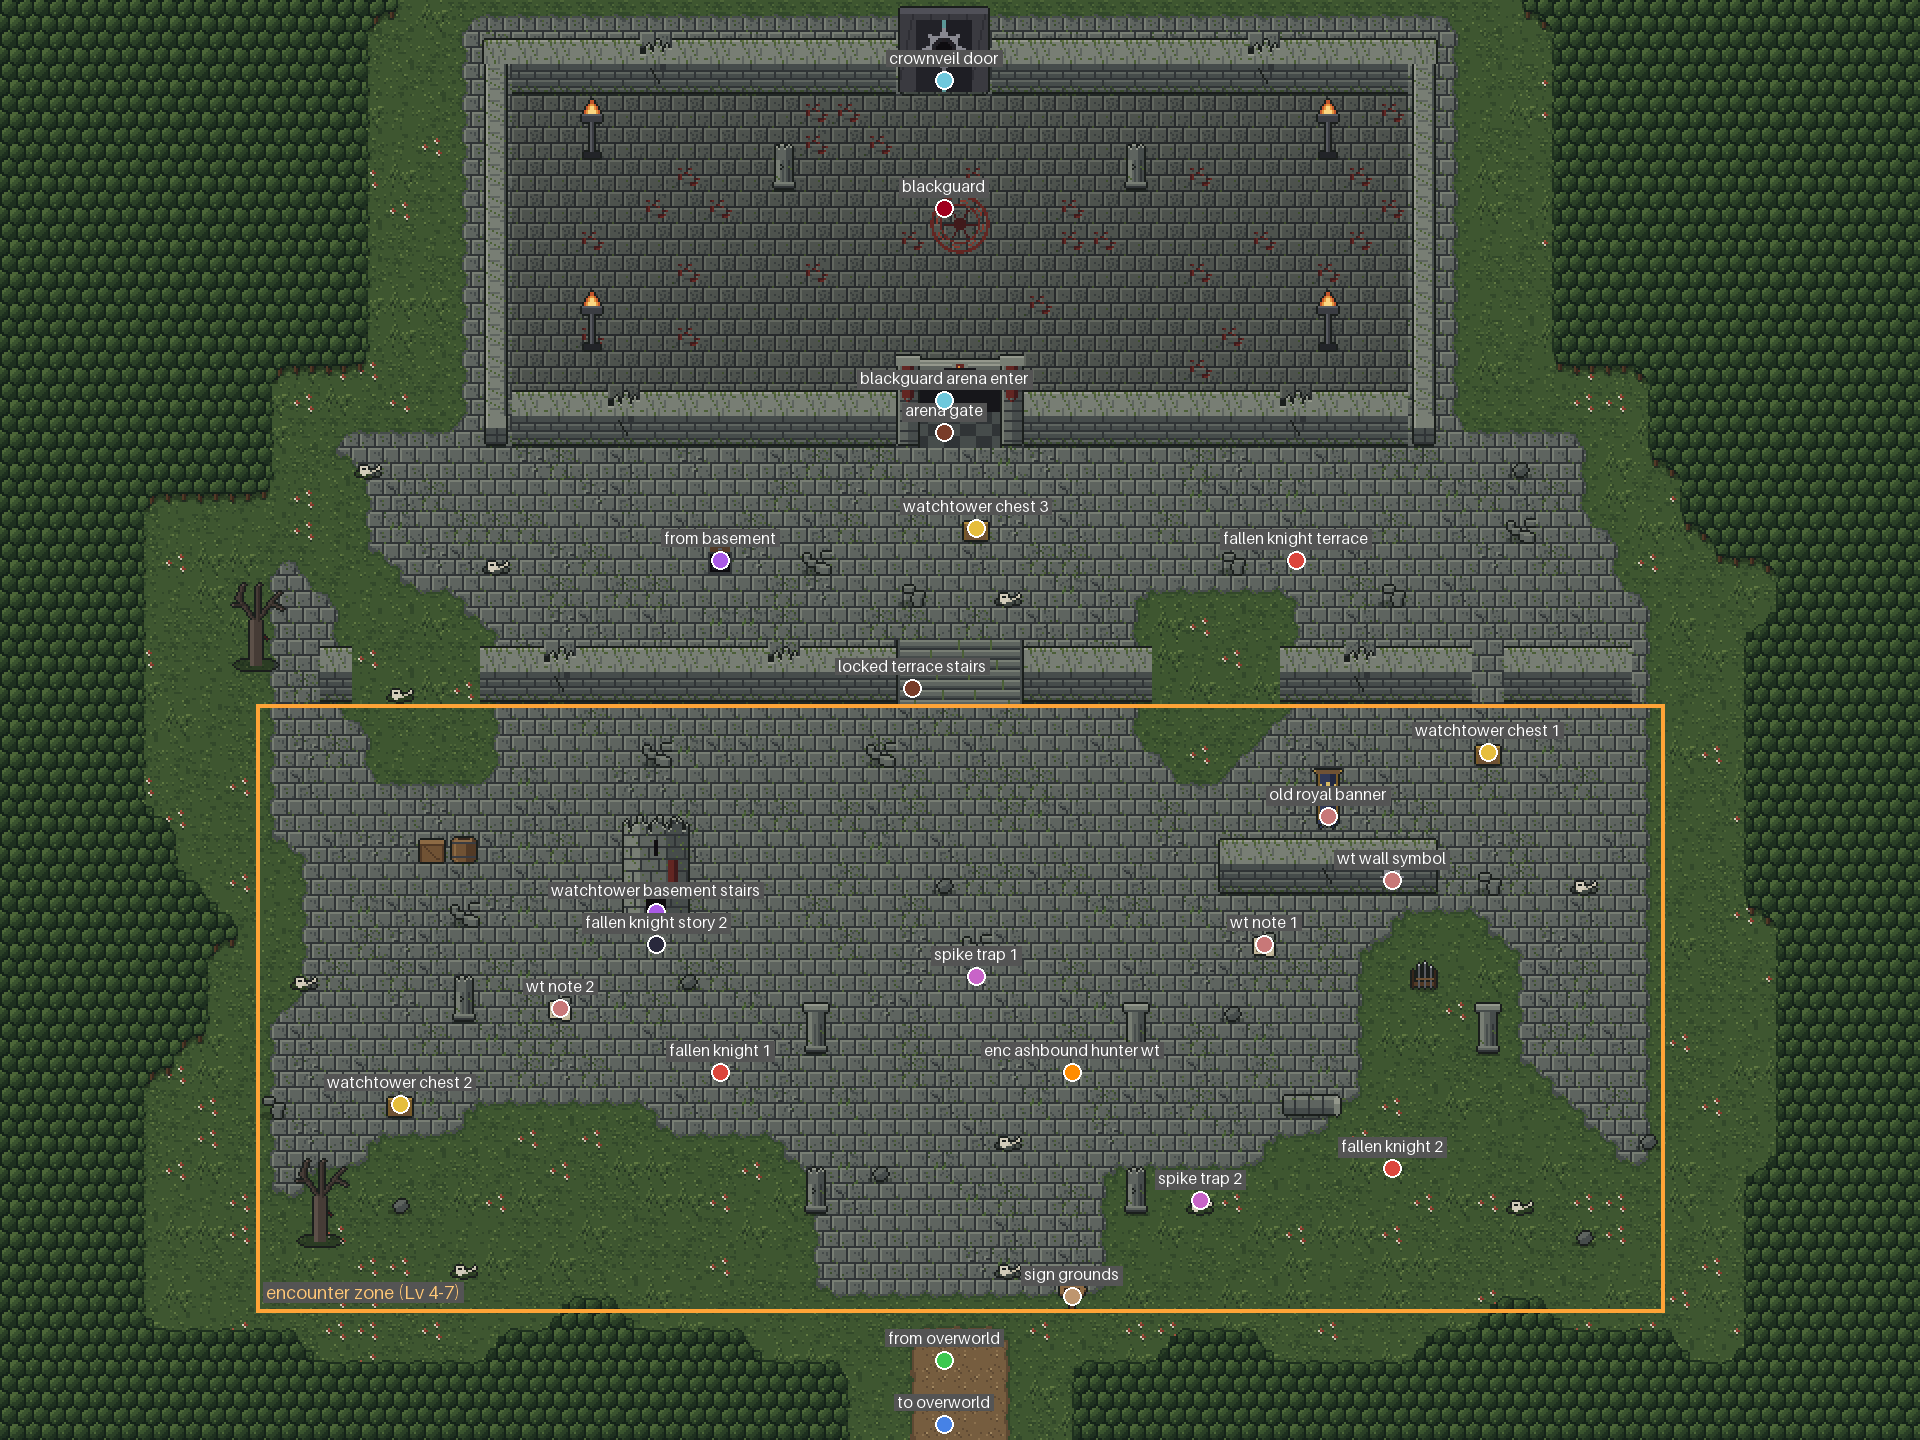 crownveil door
blackguard
blackguard arena enter
arena gate
watchtower chest 3
from basement
fallen knight terrace
locked terrace stairs
watchtower chest 1
old royal banner
wt wall symbol
watchtower basement stairs
fallen knight story 2
wt note 1
spike trap 1
wt note 2
fallen knight 1
enc ashbound hunter wt
watchtower chest 2
fallen knight 2
spike trap 2
sign grounds
encounter zone (Lv 4-7)
from overworld
to overworld